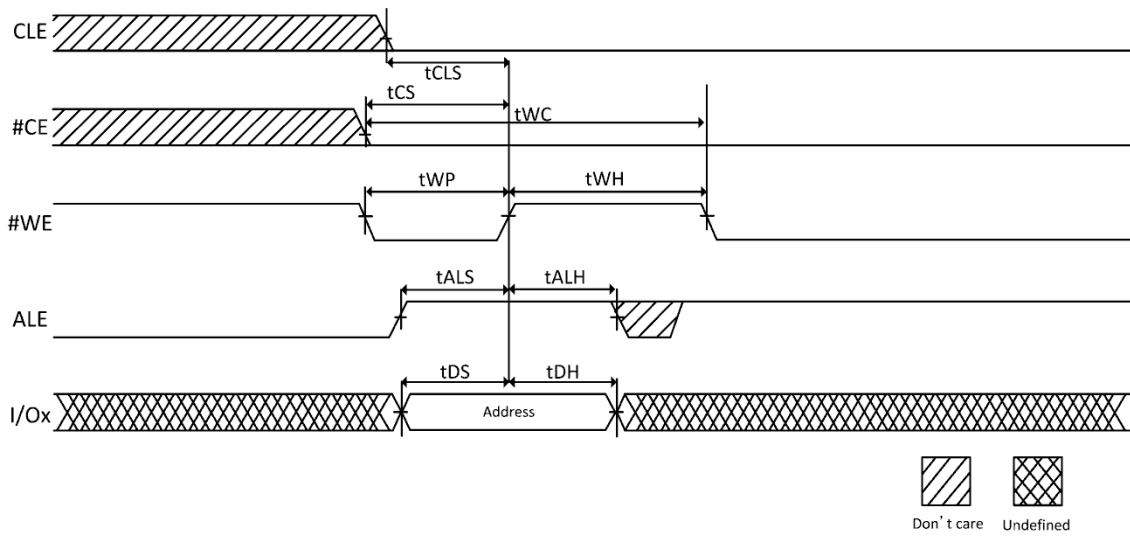 CLE
tCLS
tCS
tWC
#CE
tWP
tWH
#WE
tALS
tALH
ALE
tDS
tDH
I/Ox
Address
Don't care
Undefined